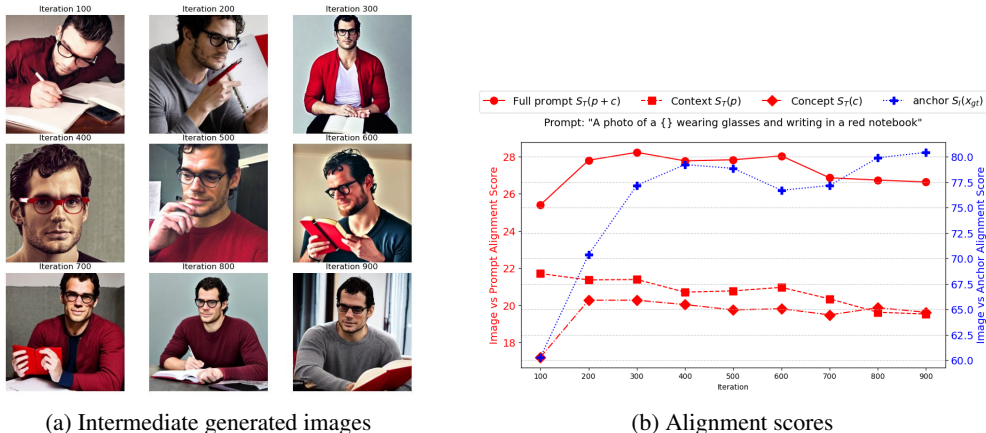 Iteration 100
Iteration 200
Iteration 300
Iteration 400
Iteration 500
Iteration 600
Iteration 700
Iteration 800
Iteration 900
(a) Intermediate generated images
Full prompt S_T(p + c)
Context S_T(p)
Concept S_T(c)
anchor S_I(x_gt)
Prompt: "A photo of a {} wearing glasses and writing in a red notebook"
Image vs Prompt Alignment Score
28
26
24
22
20
18
80.0
77.5
75.0
72.5
70.0
67.5
65.0
62.5
60.0
Image vs Anchor Alignment Score
100 200 300 400 500 600 700 800 900
Iteration
(b) Alignment scores